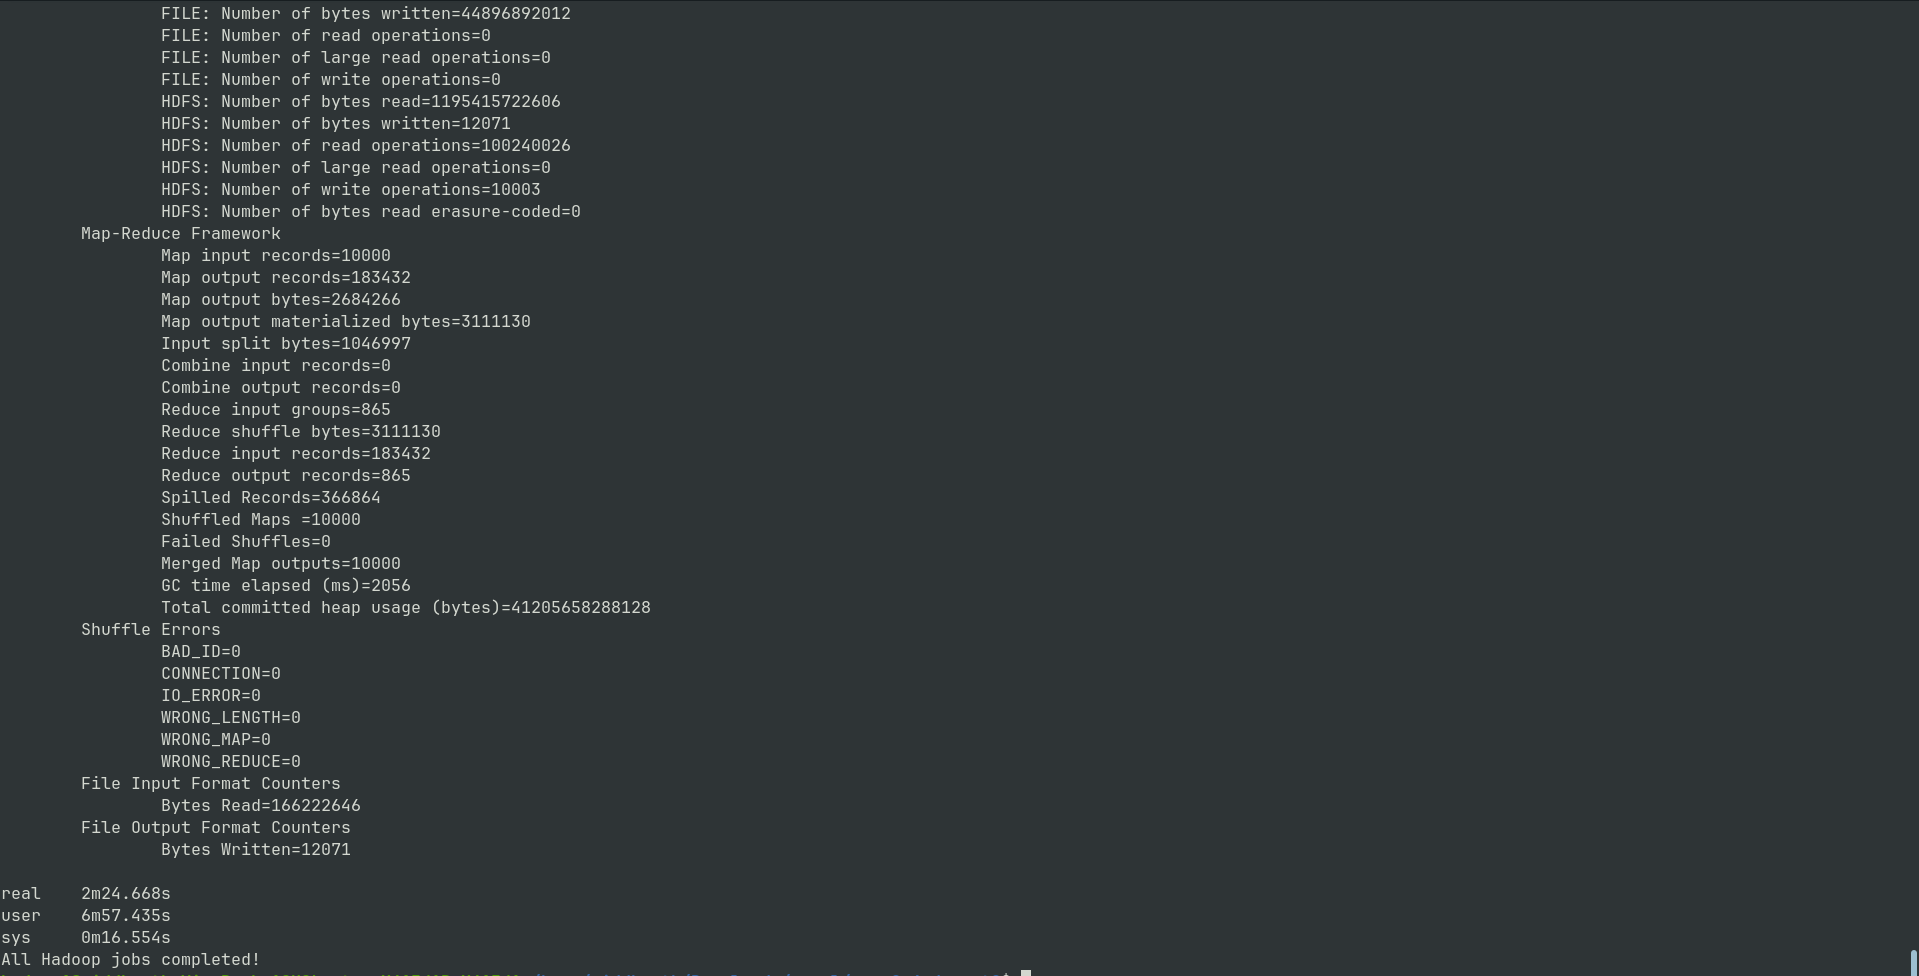 FILE: Number of bytes written=44896892012
FILE: Number of read operations=0
FILE: Number of large read operations=0
FILE: Number of write operations=0
HDFS: Number of bytes read=1195415722606
HDFS: Number of bytes written=12071
HDFS: Number of read operations=100240026
HDFS: Number of large read operations=0
HDFS: Number of write operations=10003
HDFS: Number of bytes read erasure-coded=0
Map-Reduce Framework
Map input records=10000
Map output records=183432
Map output bytes=2684266
Map output materialized bytes=3111130
Input split bytes=1046997
Combine input records=0
Combine output records=0
Reduce input groups=865
Reduce shuffle bytes=3111130
Reduce input records=183432
Reduce output records=865
Spilled Records=366864
Shuffled Maps =10000
Failed Shuffles=0
Merged Map outputs=10000
GC time elapsed (ms)=2056
Total committed heap usage (bytes)=41205658288128
Shuffle Errors
BAD_ID=0
CONNECTION=0
IO_ERROR=0
WRONG_LENGTH=0
WRONG_MAP=0
WRONG_REDUCE=0
File Input Format Counters
Bytes Read=166222646
File Output Format Counters
Bytes Written=12071
real 2m24.668s
user 6m57.435s
sys 0m16.554s
All Hadoop jobs completed!